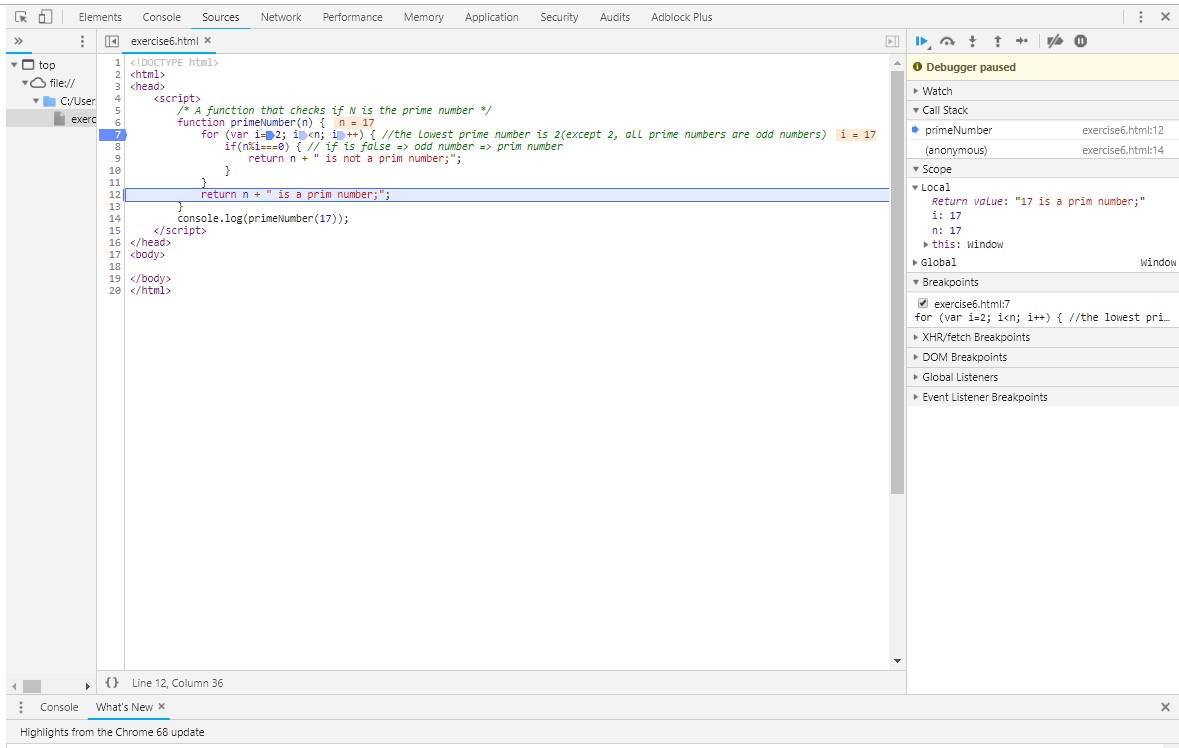 Elements Console Sources Network Performance Memory Application Security Audits Adblock Plus
exercise6.html
top
file://
C:/User
exerc
1 <!DOCTYPE html>
2 <html>
3 <head>
4 <script>
5 /* A function that checks if N is the prime number */
6 function primeNumber(n) { n = 17
7 for (var i=2; i<n; i++) { //the lowest prime number is 2(except 2, all prime numbers are odd numbers) i = 17
8 if(n%i===0) { // if is false => odd number => prim number
9 return n + " is not a prim number;";
10 }
11 }
12 return n + " is a prim number;";
13 }
14 console.log(primeNumber(17));
15 </script>
16 </head>
17 <body>
18
19 </body>
20 </html>
{} Line 12, Column 36
Debugger paused
Watch
Call Stack
primeNumber exercise6.html:12
(anonymous) exercise6.html:14
Scope
Local
Return value: "17 is a prim number;"
i: 17
n: 17
this: Window
Global Window
Breakpoints
exercise6.html:7
for (var i=2; i<n; i++) { //the lowest pri…
XHR/fetch Breakpoints
DOM Breakpoints
Global Listeners
Event Listener Breakpoints
Console What's New
Highlights from the Chrome 68 update